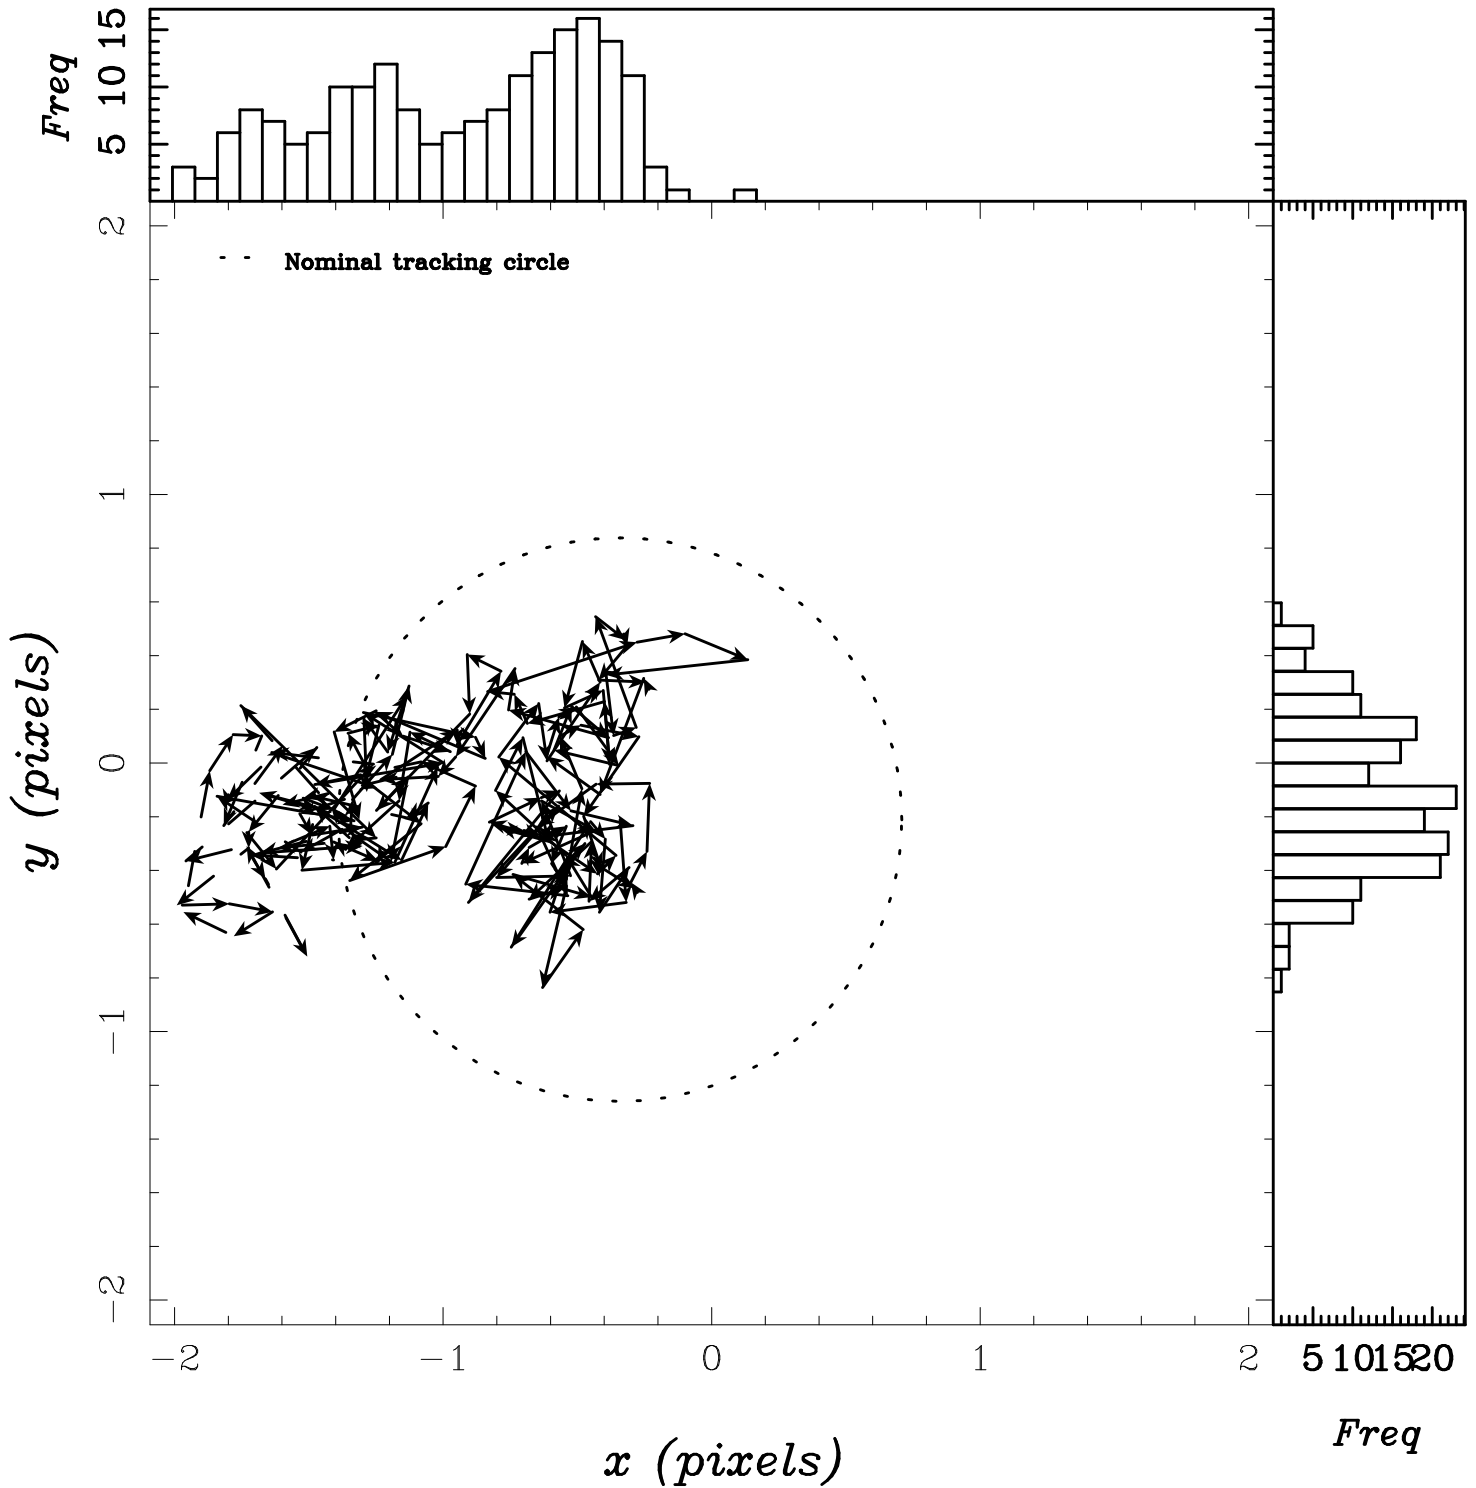 Freq
5 10 15
Nominal tracking circle
2
1
0
−1
−2
y (pixels)
−2 −1 0 1 2
5 10 15 20
x (pixels)
Freq